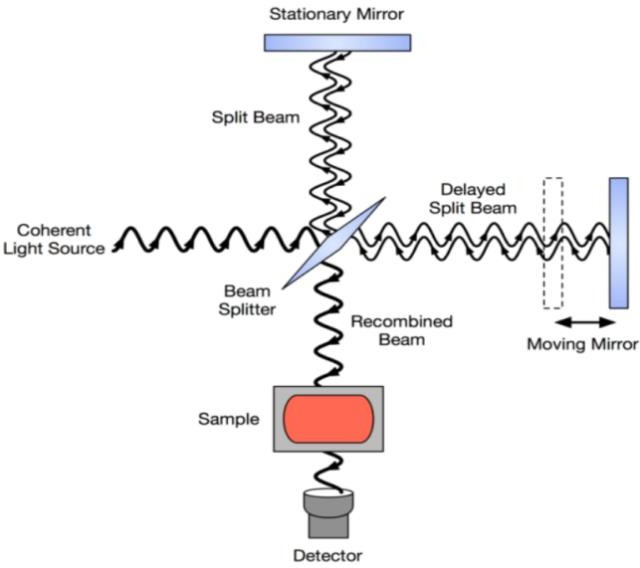 Stationary Mirror
Split Beam
Delayed
Split Beam
Coherent
Light Source
Beam
Splitter
Recombined
Beam
Moving Mirror
Sample
Detector